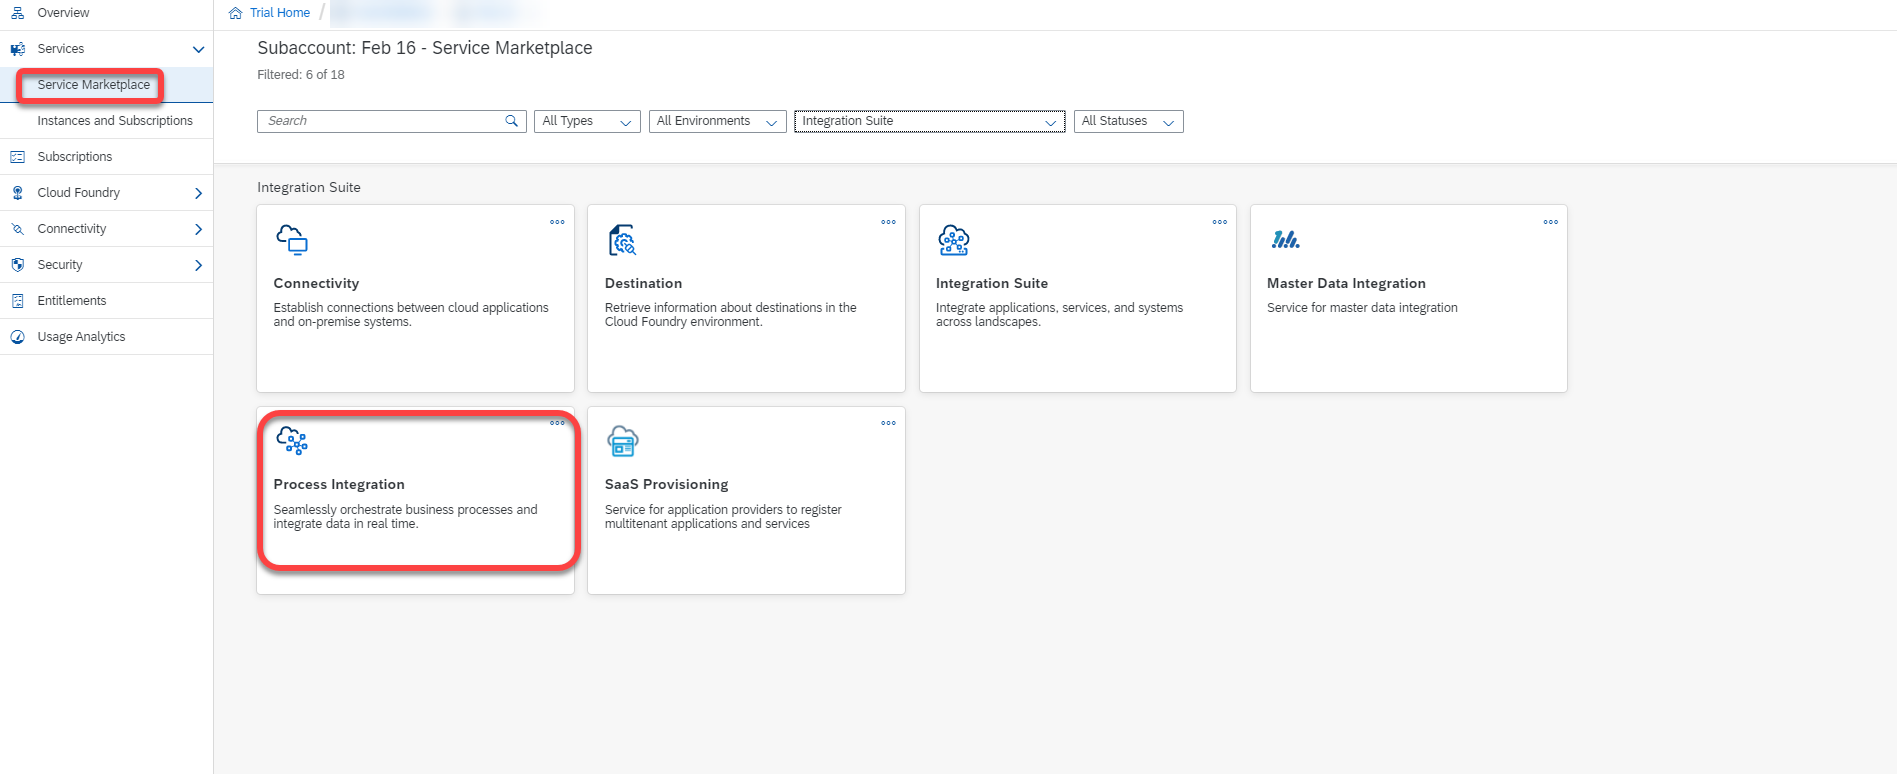 Overview
Services
Service Marketplace
Instances and Subscriptions
Subscriptions
Cloud Foundry
Connectivity
Security
Entitlements
Usage Analytics
Trial Home /
Subaccount: Feb 16 - Service Marketplace
Filtered: 6 of 18
Search
All Types
All Environments
Integration Suite
All Statuses
Integration Suite
Connectivity
Establish connections between cloud applications
and on-premise systems.
Destination
Retrieve information about destinations in the
Cloud Foundry environment.
Integration Suite
Integrate applications, services, and systems
across landscapes.
Master Data Integration
Service for master data integration
Process Integration
Seamlessly orchestrate business processes and
integrate data in real time.
SaaS Provisioning
Service for application providers to register
multitenant applications and services